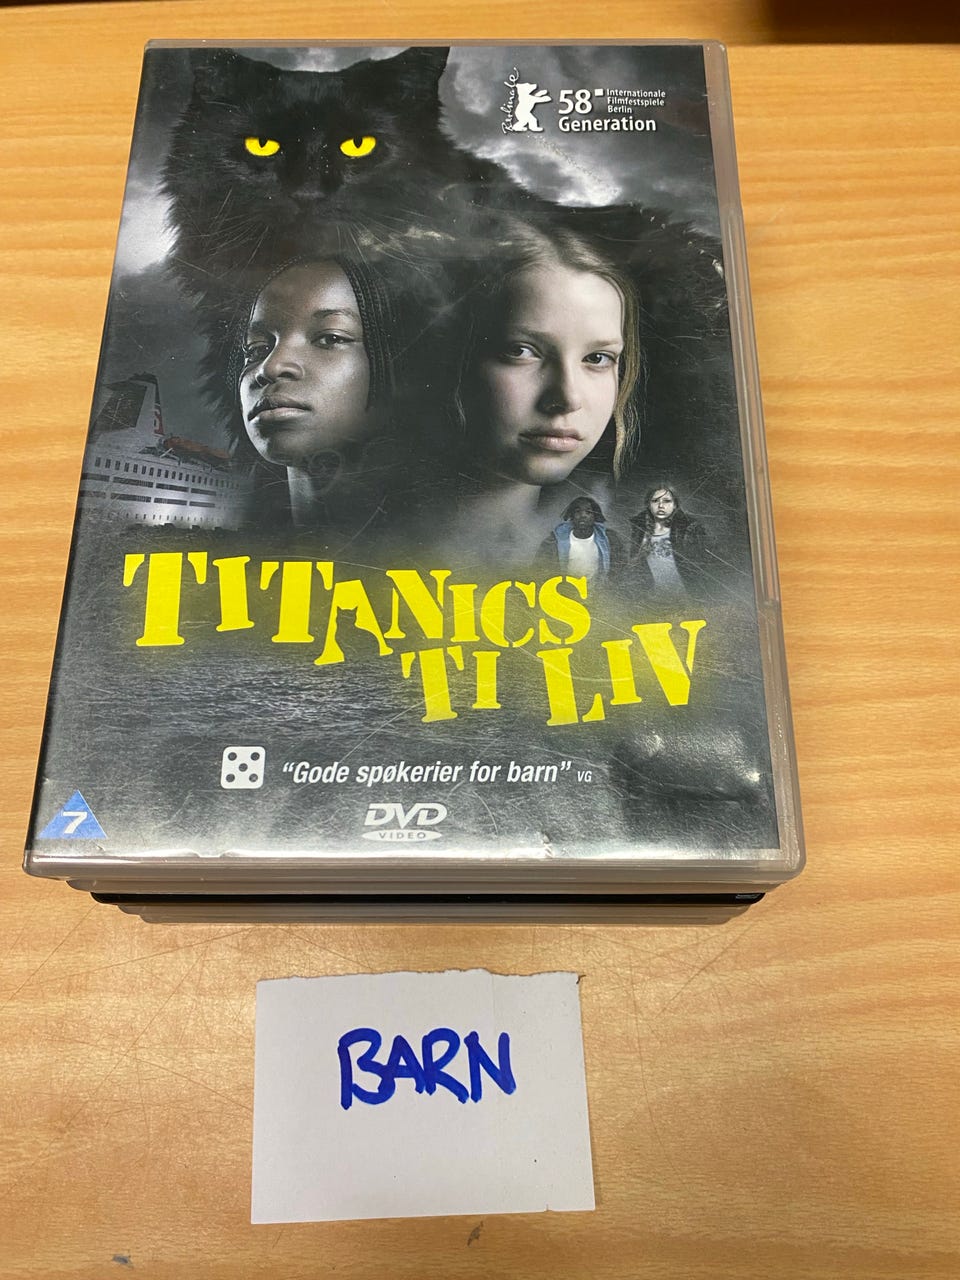 Berlinale
58
Internationale
Filmfestspiele
Berlin
Generation
TITANICS
TI LIV
"Gode spøkerier for barn" VG
7
DVD
VIDEO
BARN